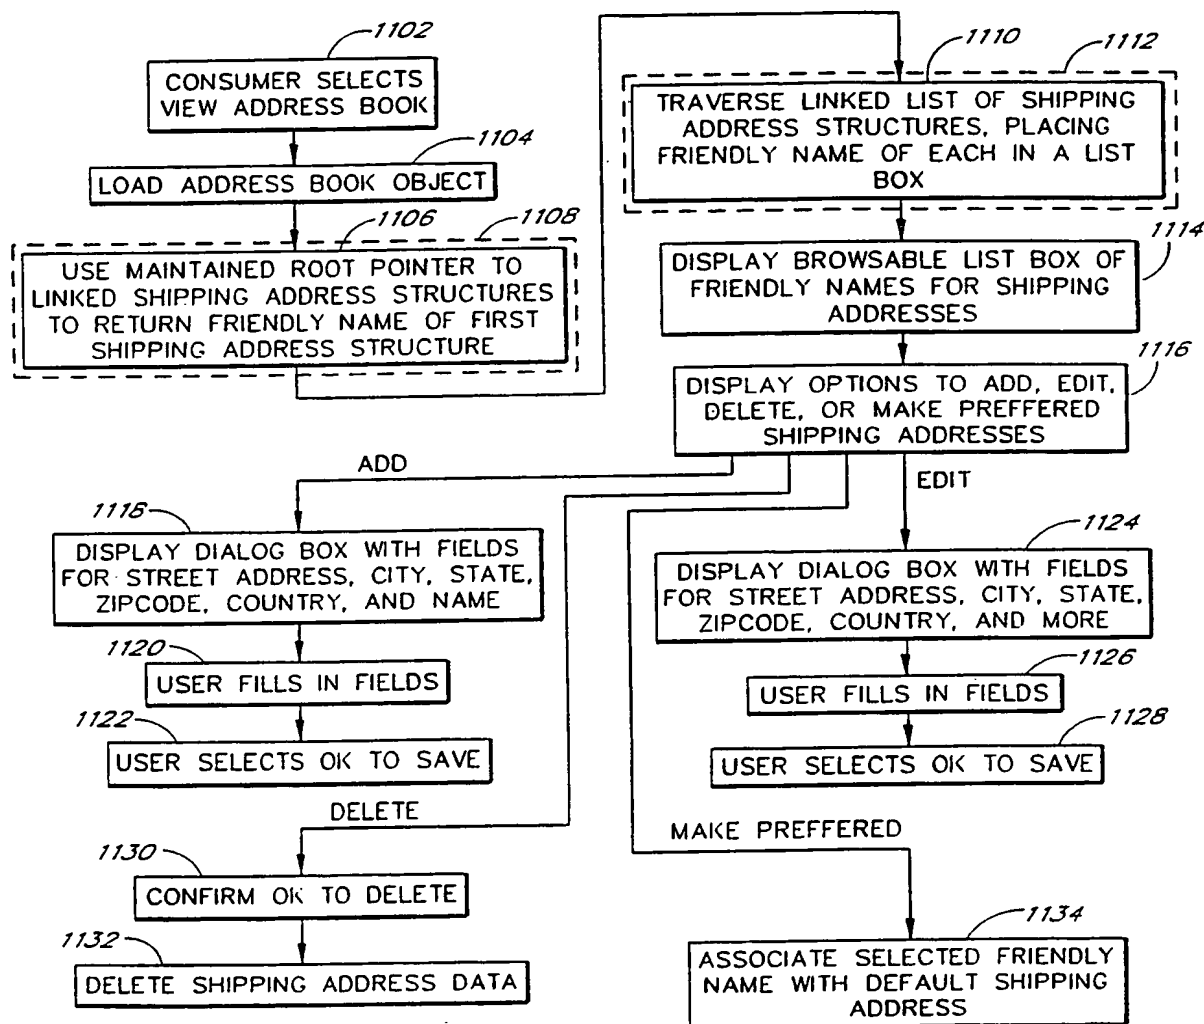 1102
CONSUMER SELECTS
VIEW ADDRESS BOOK
1104
LOAD ADDRESS BOOK OBJECT
1106
1108
USE MAINTAINED ROOT POINTER TO
LINKED SHIPPING ADDRESS STRUCTURES
TO RETURN FRIENDLY NAME OF FIRST
SHIPPING ADDRESS STRUCTURE
1110
1112
TRAVERSE LINKED LIST OF SHIPPING
ADDRESS STRUCTURES, PLACING
FRIENDLY NAME OF EACH IN A LIST
BOX
1114
DISPLAY BROWSABLE LIST BOX OF
FRIENDLY NAMES FOR SHIPPING
ADDRESSES
1116
DISPLAY OPTIONS TO ADD, EDIT,
DELETE, OR MAKE PREFFERED
SHIPPING ADDRESSES
ADD
EDIT
1118
DISPLAY DIALOG BOX WITH FIELDS
FOR STREET ADDRESS, CITY, STATE,
ZIPCODE, COUNTRY, AND NAME
1120
USER FILLS IN FIELDS
1122
USER SELECTS OK TO SAVE
1124
DISPLAY DIALOG BOX WITH FIELDS
FOR STREET ADDRESS, CITY, STATE,
ZIPCODE, COUNTRY, AND MORE
1126
USER FILLS IN FIELDS
1128
USER SELECTS OK TO SAVE
DELETE
1130
CONFIRM OK TO DELETE
1132
DELETE SHIPPING ADDRESS DATA
MAKE PREFFERED
1134
ASSOCIATE SELECTED FRIENDLY
NAME WITH DEFAULT SHIPPING
ADDRESS